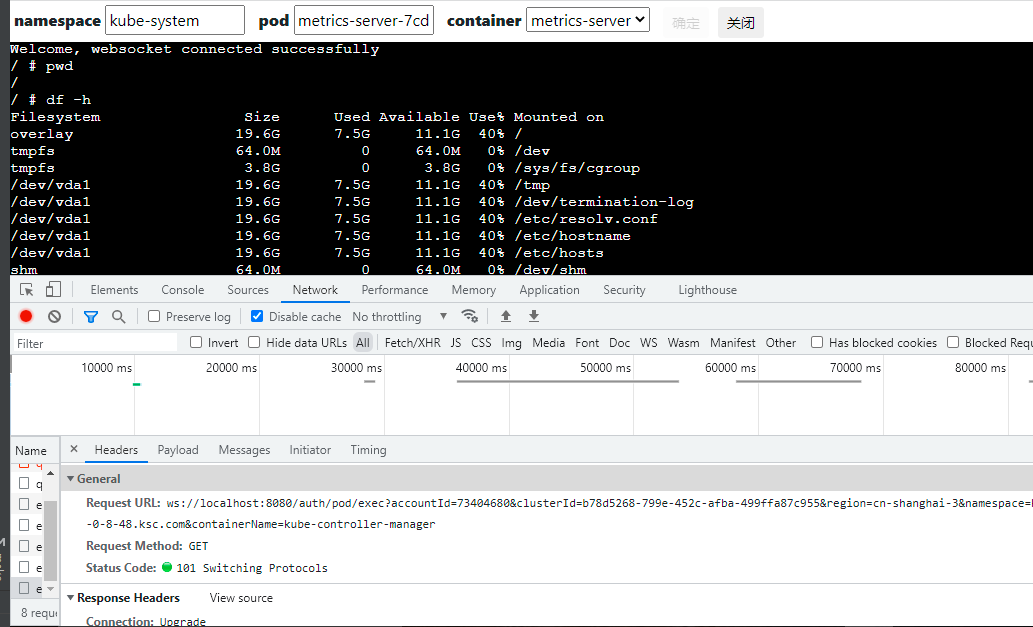 namespace kube-system pod metrics-server-7cd container metrics-server 确定 关闭
Welcome, websocket connected successfully
/ # pwd
/
/ # df -h
Filesystem Size Used Available Use% Mounted on
overlay 19.6G 7.5G 11.1G 40% /
tmpfs 64.0M 0 64.0M 0% /dev
tmpfs 3.8G 0 3.8G 0% /sys/fs/cgroup
/dev/vda1 19.6G 7.5G 11.1G 40% /tmp
/dev/vda1 19.6G 7.5G 11.1G 40% /dev/termination-log
/dev/vda1 19.6G 7.5G 11.1G 40% /etc/resolv.conf
/dev/vda1 19.6G 7.5G 11.1G 40% /etc/hostname
/dev/vda1 19.6G 7.5G 11.1G 40% /etc/hosts
shm 64.0M 0 64.0M 0% /dev/shm
Elements Console Sources Network Performance Memory Application Security Lighthouse
Preserve log Disable cache No throttling
Filter Invert Hide data URLs All Fetch/XHR JS CSS Img Media Font Doc WS Wasm Manifest Other Has blocked cookies Blocked Requ
10000 ms 20000 ms 30000 ms 40000 ms 50000 ms 60000 ms 70000 ms 80000 ms
Name × Headers Payload Messages Initiator Timing
q
q
e
e
e
e
e
General
Request URL: ws://localhost:8080/auth/pod/exec?accountId=73404680&clusterId=b78d5268-799e-452c-afba-499ffa87c955&region=cn-shanghai-3&namespace=
-0-8-48.ksc.com&containerName=kube-controller-manager
Request Method: GET
Status Code: 101 Switching Protocols
Response Headers View source
8 requ
Connection: Upgrade